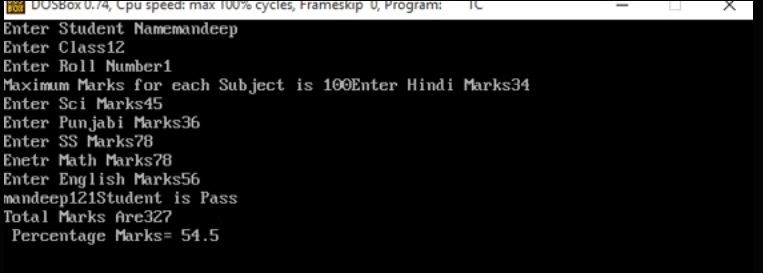 DOSBox 0.74, Cpu speed: max 100% cycles, Frameskip 0, Program: TC
Enter Student Namemandeep
Enter Class12
Enter Roll Number1
Maximum Marks for each Subject is 100Enter Hindi Marks34
Enter Sci Marks45
Enter Punjabi Marks36
Enter SS Marks78
Enetr Math Marks78
Enter English Marks56
mandeep121Student is Pass
Total Marks Are327
 Percentage Marks= 54.5